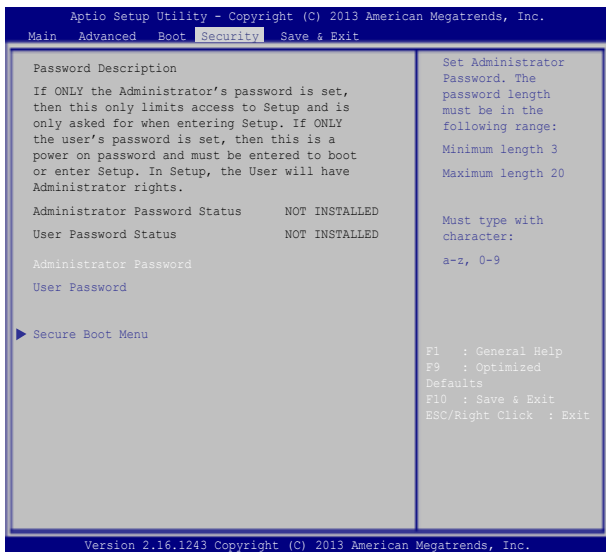 Aptio Setup Utility - Copyright (C) 2013 American Megatrends, Inc.
Main Advanced Boot Security Save & Exit
Password Description
If ONLY the Administrator's password is set,
then this only limits access to Setup and is
only asked for when entering Setup. If ONLY
the user's password is set, then this is a
power on password and must be entered to boot
or enter Setup. In Setup, the User will have
Administrator rights.
Administrator Password Status NOT INSTALLED
User Password Status NOT INSTALLED
Administrator Password
User Password
Secure Boot Menu
Set Administrator
Password. The
password length
must be in the
following range:
Minimum length 3
Maximum length 20
Must type with
character:
a-z, 0-9
F1 : General Help
F9 : Optimized
Defaults
F10 : Save & Exit
ESC/Right Click : Exit
Version 2.16.1243 Copyright (C) 2013 American Megatrends, Inc.